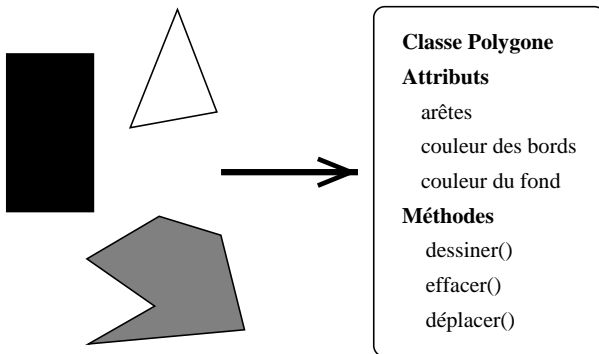 Classe Polygone
Attributs
arêtes
couleur des bords
couleur du fond
Méthodes
dessiner()
effacer()
déplacer()